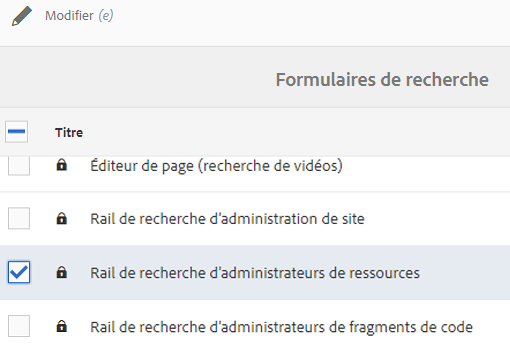 Modifier (e)
Formulaires de recherche
Titre
Éditeur de page (recherche de vidéos)
Rail de recherche d'administration de site
Rail de recherche d'administrateurs de ressources
Rail de recherche d'administrateurs de fragments de code